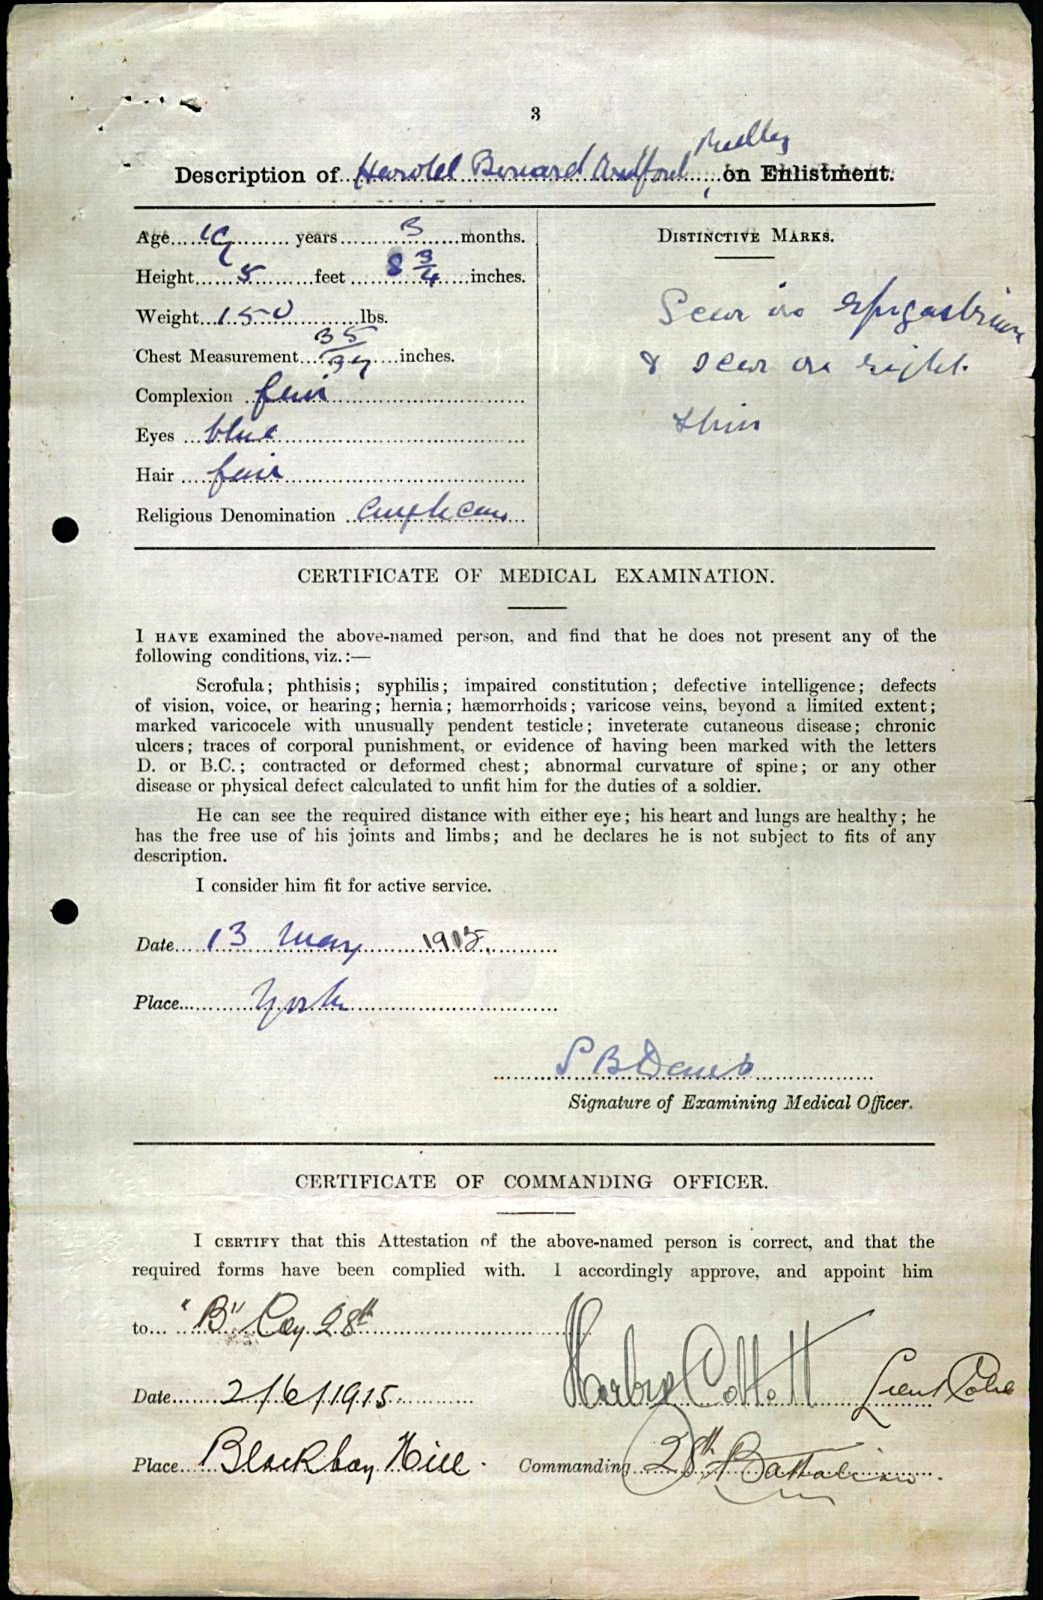 3
Description of Harold Bernard Medley on Enlistment.
Age 19 years 3 months.
Height 5 feet 8 3/4 inches.
Weight 150 lbs.
Chest Measurement 35/37 inches.
Complexion fair
Eyes blue
Hair fair
Religious Denomination Anglican
DISTINCTIVE MARKS.
Scar in epigastrium
& scar on right
shin
CERTIFICATE OF MEDICAL EXAMINATION.
I HAVE examined the above-named person, and find that he does not present any of the
following conditions, viz.:—
Scrofula; phthisis; syphilis; impaired constitution; defective intelligence; defects
of vision, voice, or hearing; hernia; hæmorrhoids; varicose veins, beyond a limited extent;
marked varicocele with unusually pendent testicle; inveterate cutaneous disease; chronic
ulcers; traces of corporal punishment, or evidence of having been marked with the letters
D. or B.C.; contracted or deformed chest; abnormal curvature of spine; or any other
disease or physical defect calculated to unfit him for the duties of a soldier.
He can see the required distance with either eye; his heart and lungs are healthy; he
has the free use of his joints and limbs; and he declares he is not subject to fits of any
description.
I consider him fit for active service.
Date 13 May 1915.
Place York
Signature of Examining Medical Officer.
CERTIFICATE OF COMMANDING OFFICER.
I CERTIFY that this Attestation of the above-named person is correct, and that the
required forms have been complied with. I accordingly approve, and appoint him
to "B" Coy 28th
Date 2/6/1915 Lieut Col
Place Blackboy Hill. Commanding 28th Battalion.